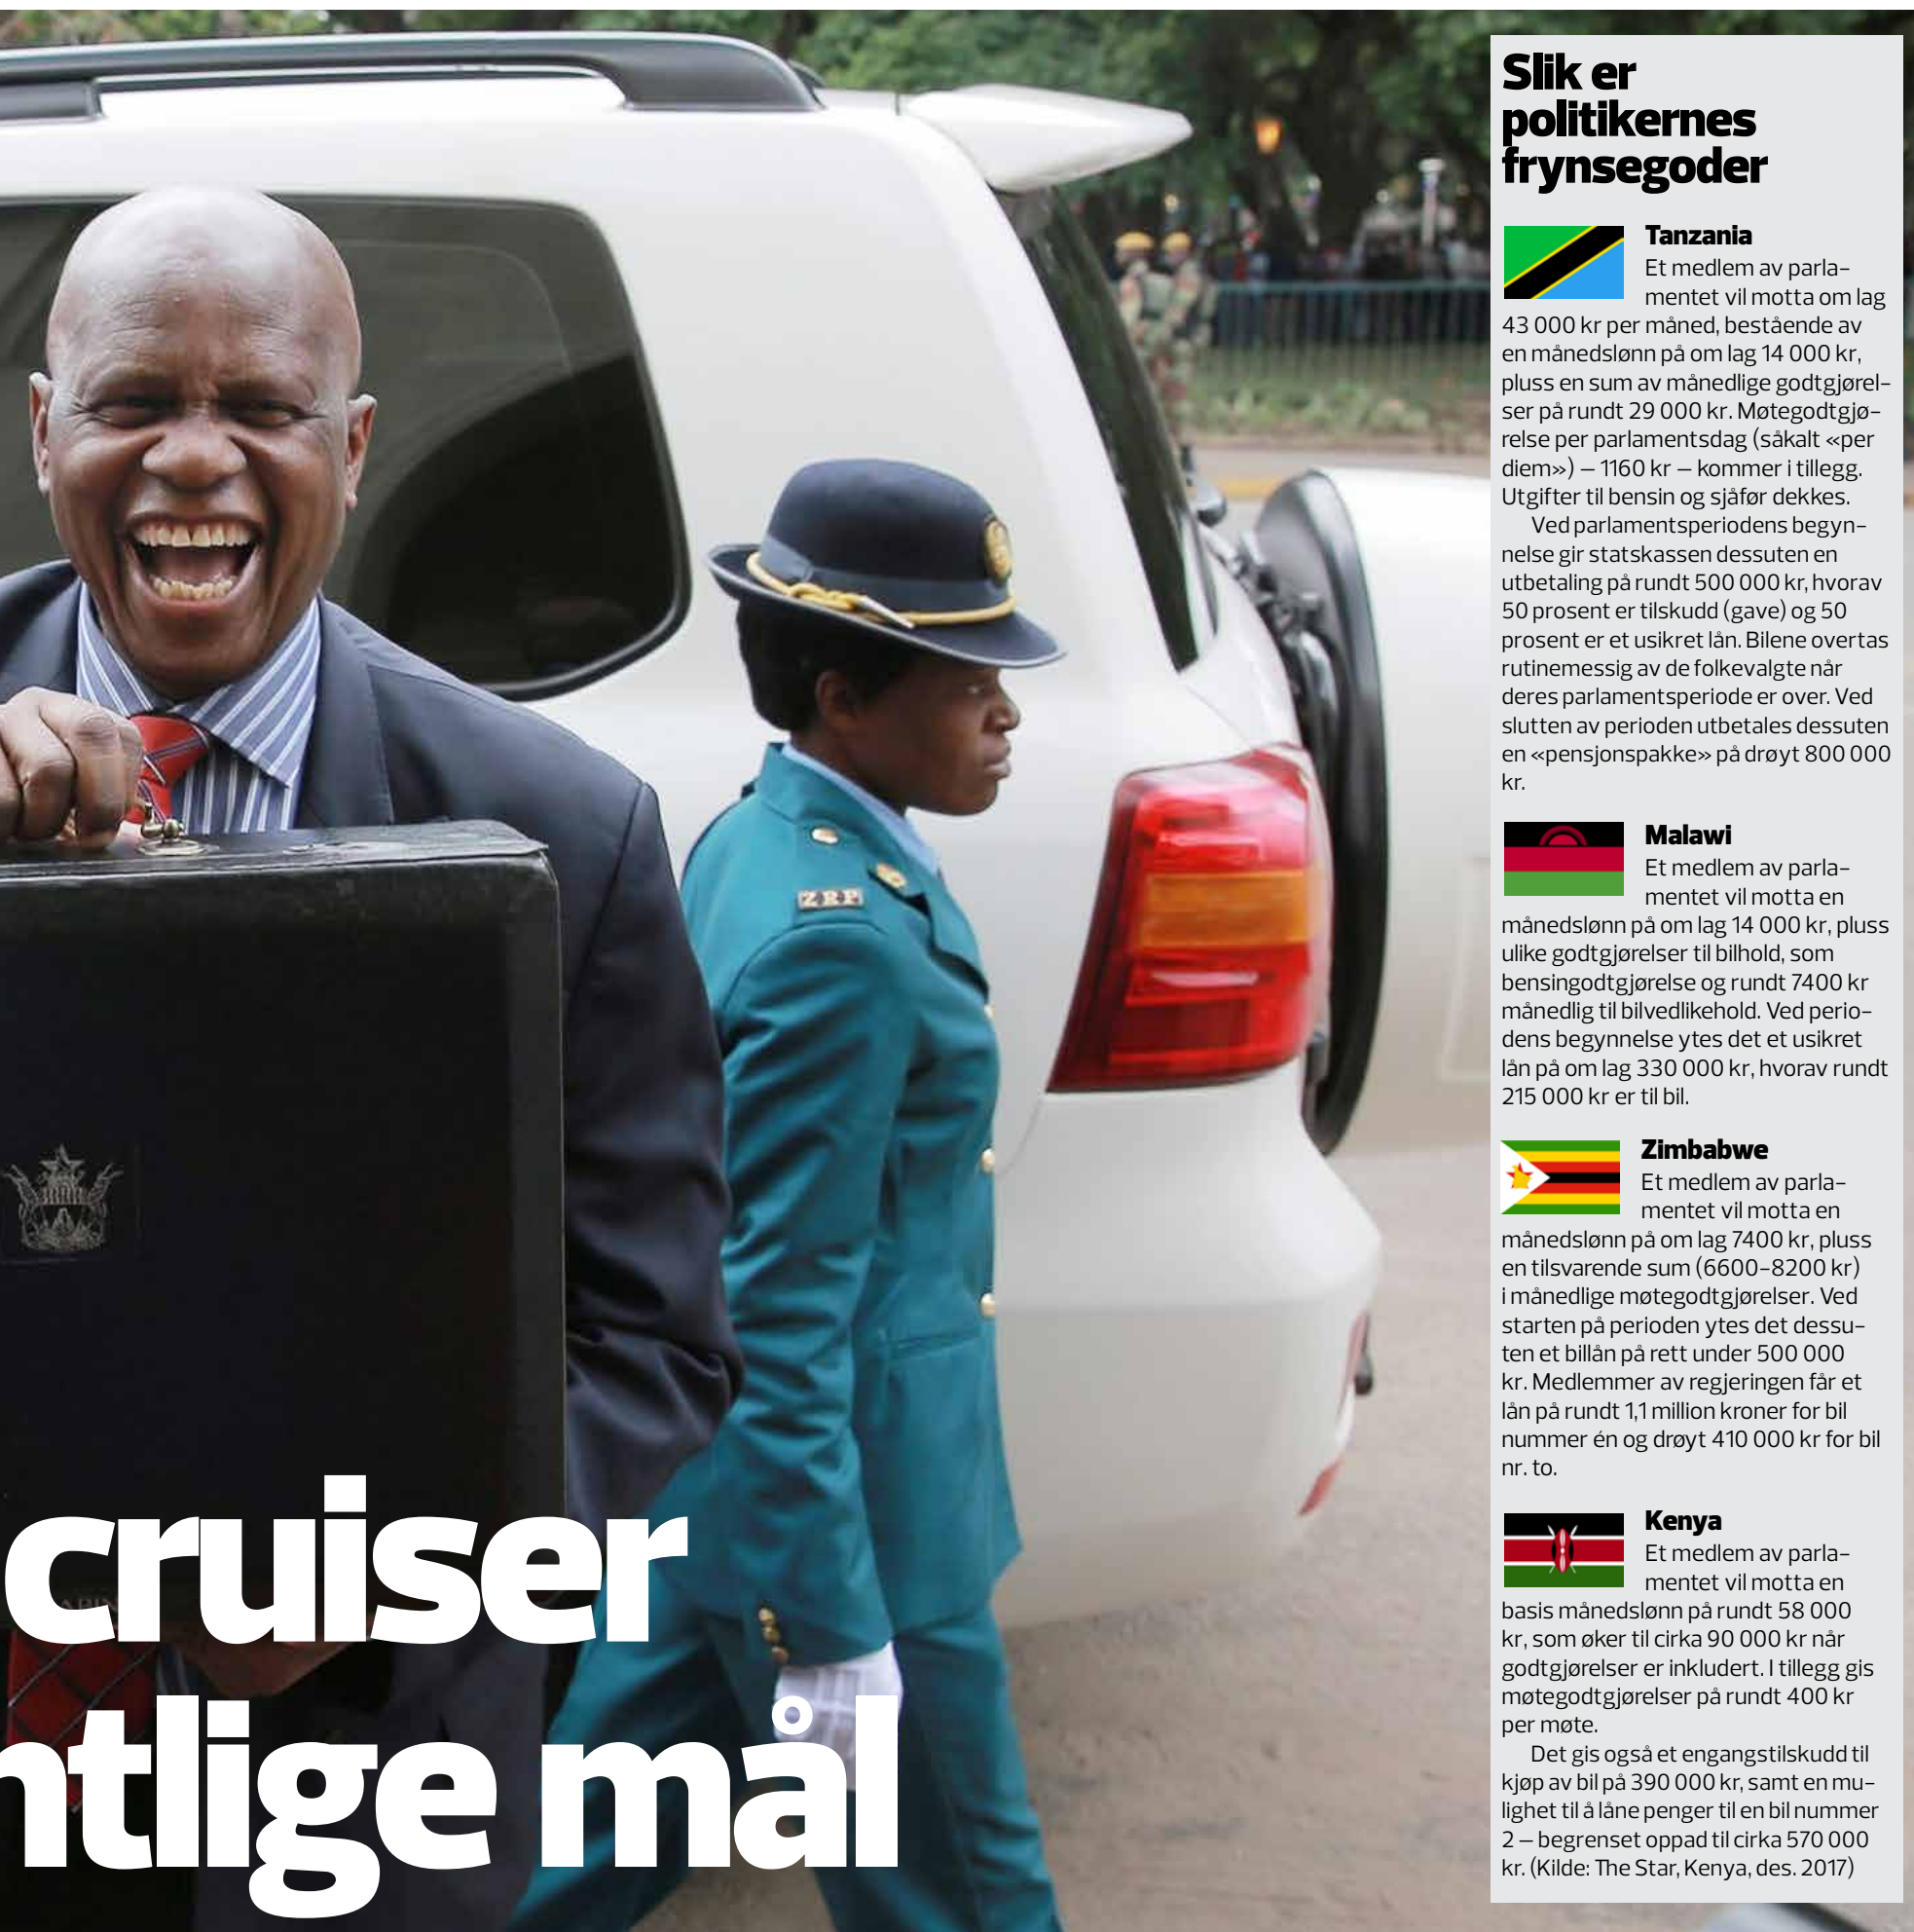 ZRP
cruiser
ntlige mål
Slik er
politikernes
frynsegoder
Tanzania
Et medlem av parla-
mentet vil motta om lag
43 000 kr per måned, bestående av
en månedslønn på om lag 14 000 kr,
pluss en sum av månedlige godtgjørel-
ser på rundt 29 000 kr. Møtegodtgjø-
relse per parlamentsdag (såkalt «per
diem») – 1160 kr – kommer i tillegg.
Utgifter til bensin og sjåfør dekkes.
Ved parlamentsperiodens begyn-
nelse gir statskassen dessuten en
utbetaling på rundt 500 000 kr, hvorav
50 prosent er tilskudd (gave) og 50
prosent er et usikret lån. Bilene overtas
rutinemessig av de folkevalgte når
deres parlamentsperiode er over. Ved
slutten av perioden utbetales dessuten
en «pensjonspakke» på drøyt 800 000
kr.
Malawi
Et medlem av parla-
mentet vil motta en
månedslønn på om lag 14 000 kr, pluss
ulike godtgjørelser til bilhold, som
bensingodtgjørelse og rundt 7400 kr
månedlig til bilvedlikehold. Ved perio-
dens begynnelse ytes det et usikret
lån på om lag 330 000 kr, hvorav rundt
215 000 kr er til bil.
Zimbabwe
Et medlem av parla-
mentet vil motta en
månedslønn på om lag 7400 kr, pluss
en tilsvarende sum (6600-8200 kr)
i månedlige møtegodtgjørelser. Ved
starten på perioden ytes det dessu-
ten et billån på rett under 500 000
kr. Medlemmer av regjeringen får et
lån på rundt 1,1 million kroner for bil
nummer én og drøyt 410 000 kr for bil
nr. to.
Kenya
Et medlem av parla-
mentet vil motta en
basis månedslønn på rundt 58 000
kr, som øker til cirka 90 000 kr når
godtgjørelser er inkludert. I tillegg gis
møtegodtgjørelser på rundt 400 kr
per møte.
Det gis også et engangstilskudd til
kjøp av bil på 390 000 kr, samt en mu-
lighet til å låne penger til en bil nummer
2 – begrenset oppad til cirka 570 000
kr. (Kilde: The Star, Kenya, des. 2017)